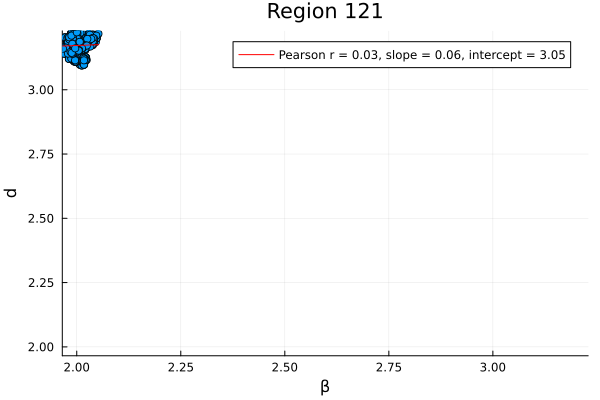 Region 121
Pearson r = 0.03, slope = 0.06, intercept = 3.05
d
3.00
2.75
2.50
2.25
2.00
2.00 2.25 2.50 2.75 3.00
β